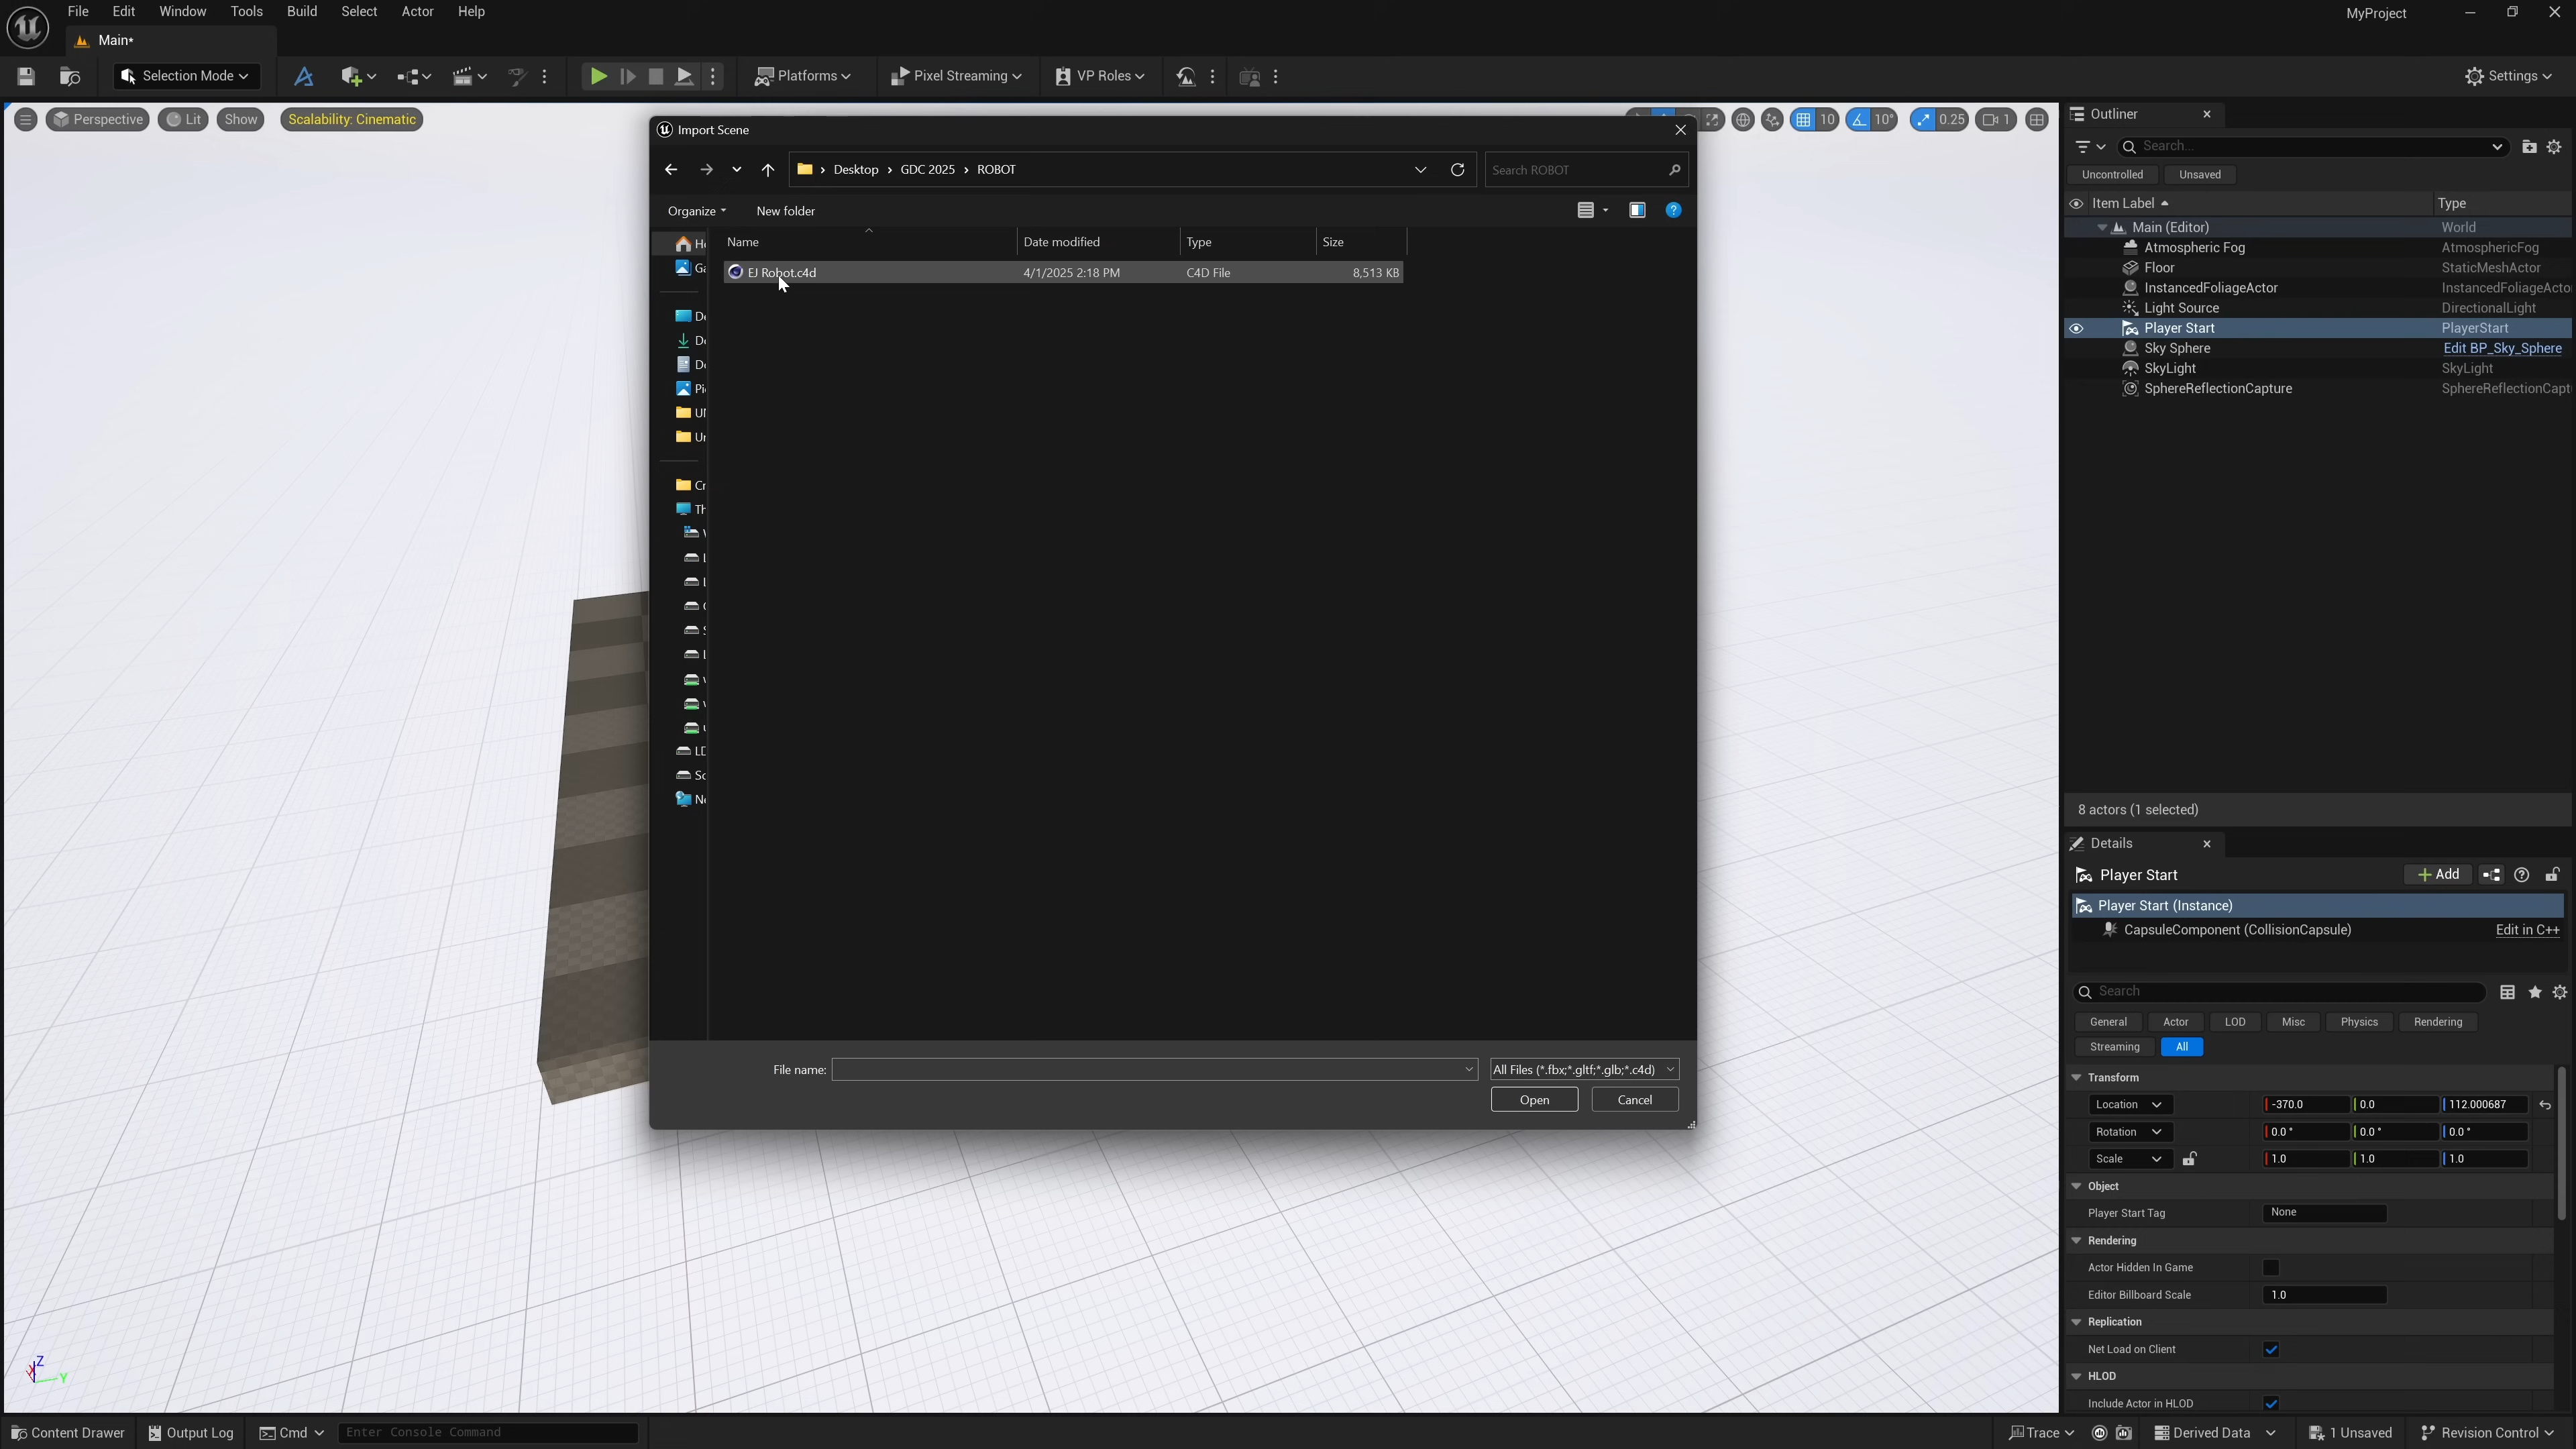 File Edit Window Tools Build Select Actor Help
MyProject
Main*
Selection Mode
Platforms
Pixel Streaming
VP Roles
Settings
Perspective
Lit
Show
Scalability: Cinematic
10
10°
0.25
1
Import Scene
Desktop › GDC 2025 › ROBOT
Search ROBOT
Organize
New folder
Name
Date modified
Type
Size
EJ Robot.c4d
4/1/2025 2:18 PM
C4D File
8,513 KB
File name:
All Files (*.fbx;*.gltf;*.glb;*.c4d)
Open
Cancel
Outliner
Search...
Uncontrolled
Unsaved
Item Label
Type
Main (Editor) World
Atmospheric Fog AtmosphericFog
Floor StaticMeshActor
InstancedFoliageActor InstancedFoliageActo
Light Source DirectionalLight
Player Start PlayerStart
Sky Sphere Edit BP_Sky_Sphere
SkyLight SkyLight
SphereReflectionCapture SphereReflectionCapt
8 actors (1 selected)
Details
Player Start
Add
Player Start (Instance)
CapsuleComponent (CollisionCapsule) Edit in C++
Search
General Actor LOD Misc Physics Rendering
Streaming All
Transform
Location -370.0 0.0 112.000687
Rotation 0.0 ° 0.0 ° 0.0 °
Scale 1.0 1.0 1.0
Object
Player Start Tag None
Rendering
Actor Hidden In Game
Editor Billboard Scale 1.0
Replication
Net Load on Client
HLOD
Include Actor in HLOD
Z
X
Y
Content Drawer
Output Log
Cmd
Enter Console Command
Trace
Derived Data
1 Unsaved
Revision Control